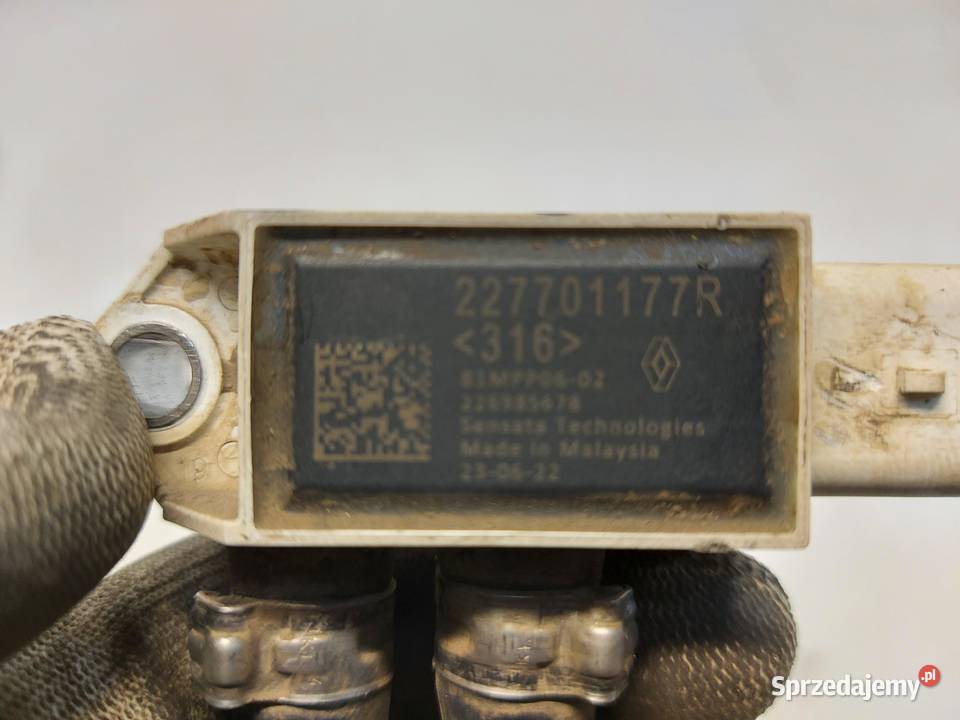 227701177R
<316>
81MPP06-02
226985678
Sensata Technologies
Made in Malaysia
23-06-22
Sprzedajemy.pl